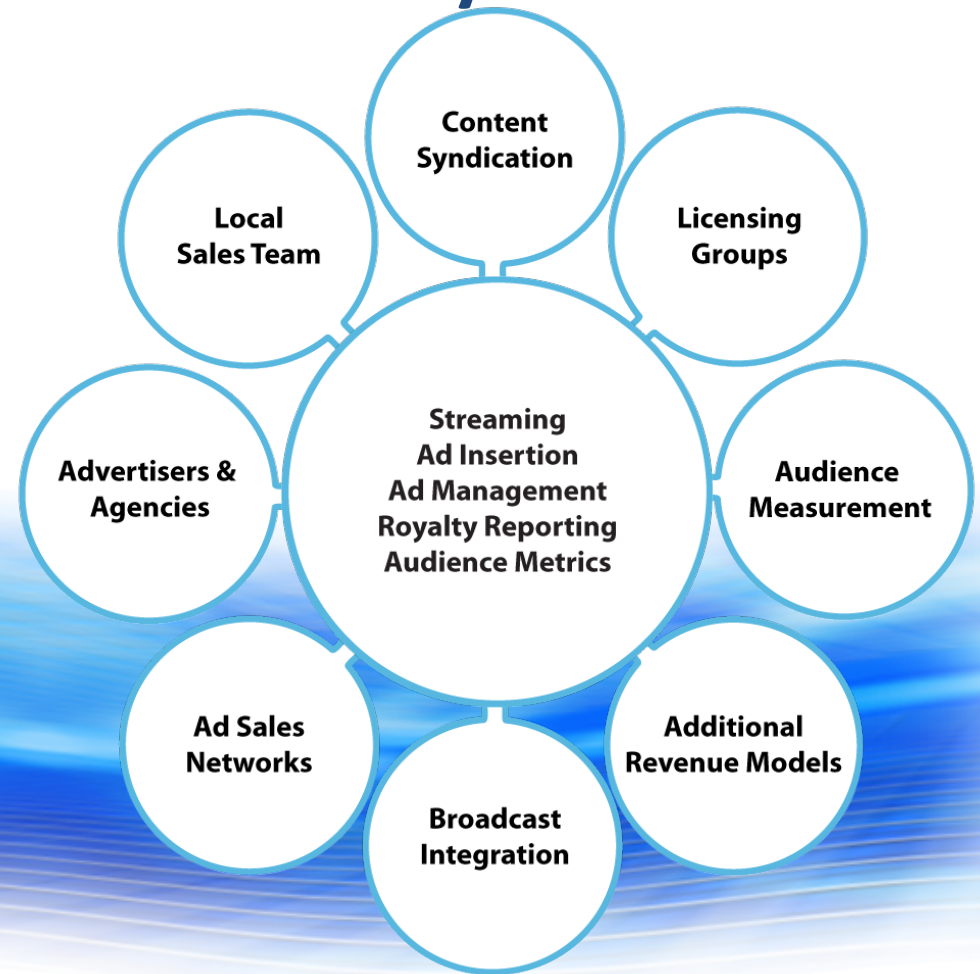 Content
Syndication
Licensing
Groups
Audience
Measurement
Additional
Revenue Models
Broadcast
Integration
Ad Sales
Networks
Advertisers &
Agencies
Local
Sales Team
Streaming
Ad Insertion
Ad Management
Royalty Reporting
Audience Metrics